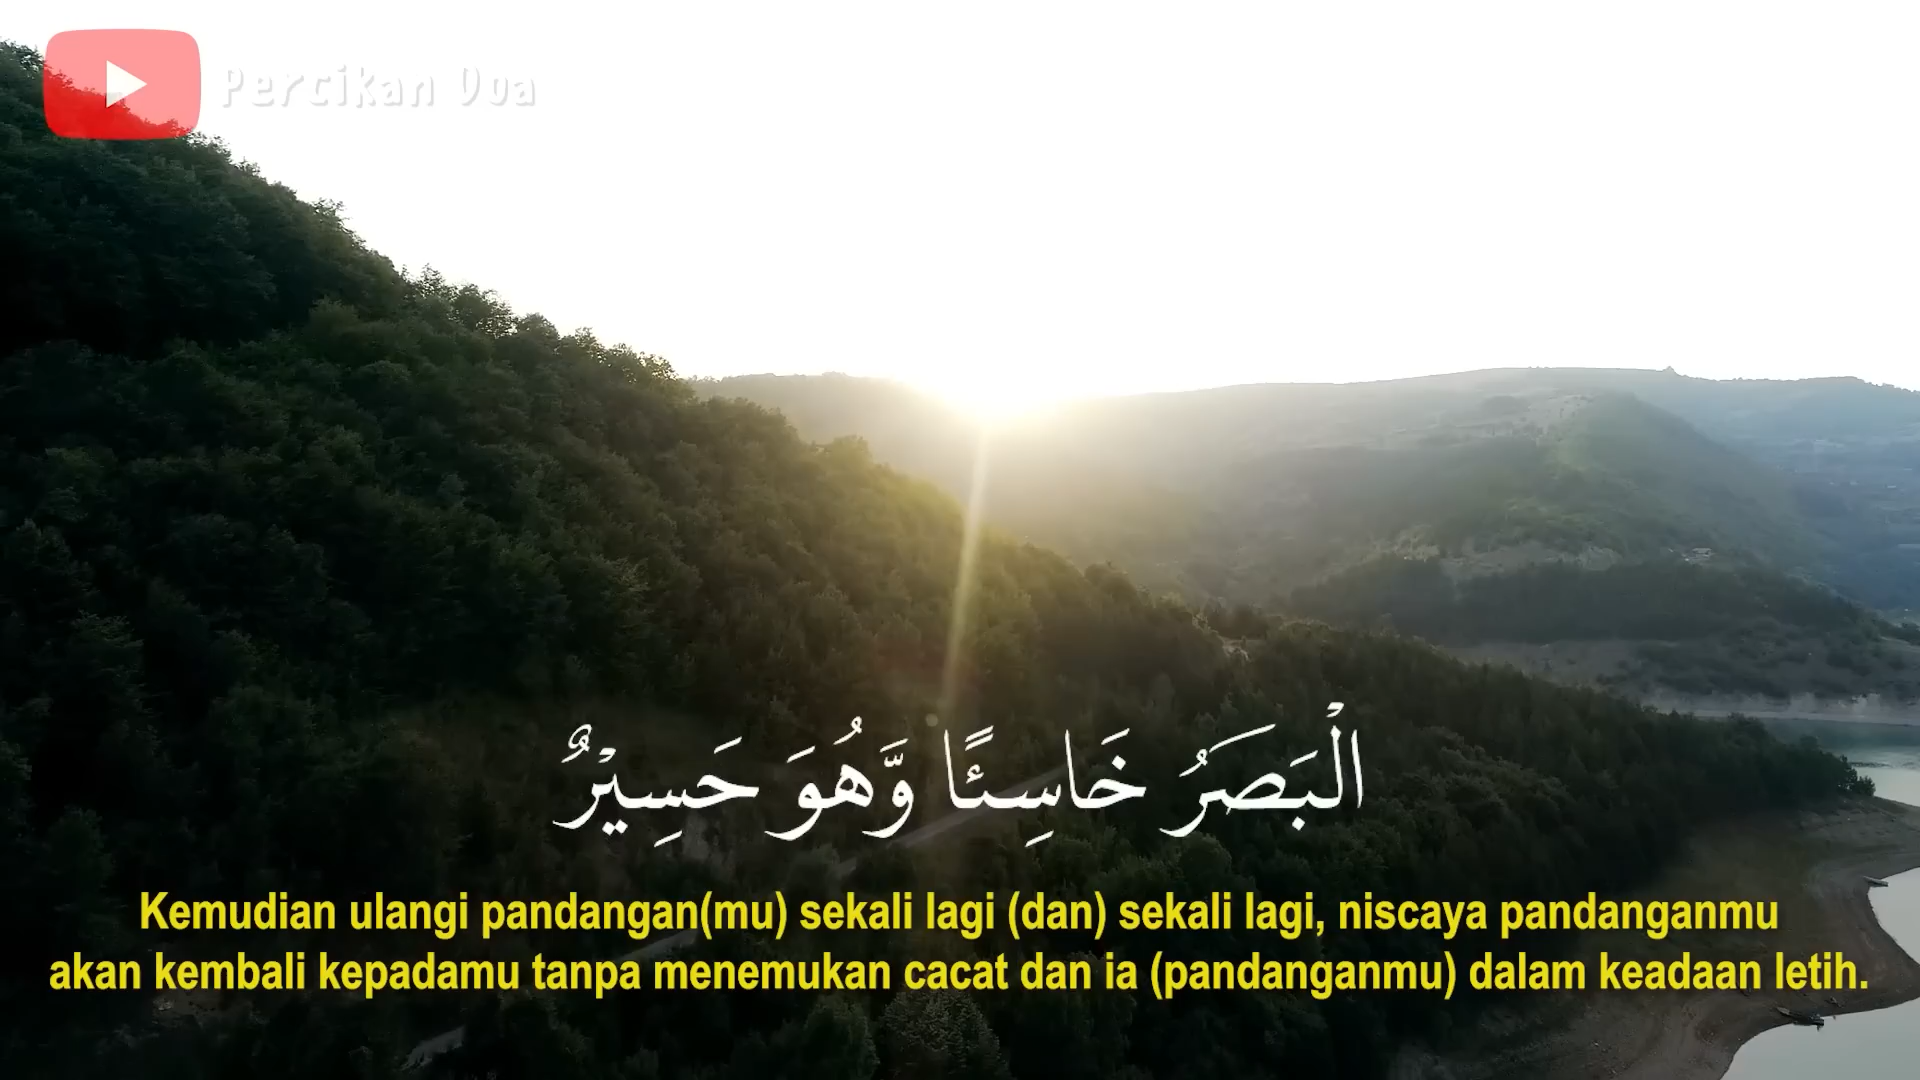 Percikan Doa
الْبَصَرُ خَاسِئًا وَّهُوَ حَسِيْرٌ
Kemudian ulangi pandangan(mu) sekali lagi (dan) sekali lagi, niscaya pandanganmu
akan kembali kepadamu tanpa menemukan cacat dan ia (pandanganmu) dalam keadaan letih.